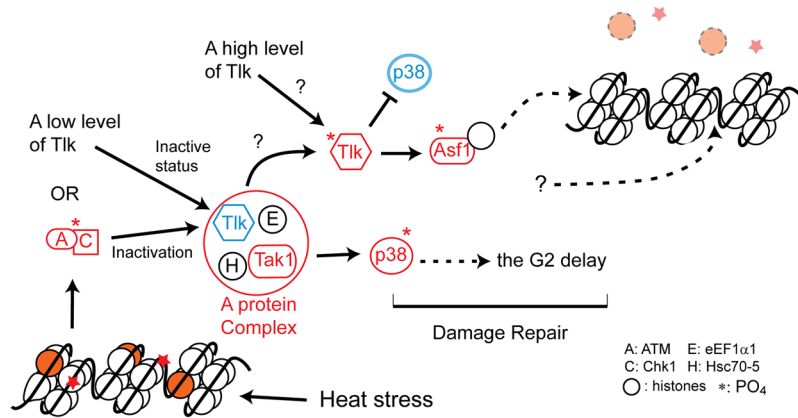 A high level
of Tlk
?
p38
A low level
of Tlk
Inactive
status
?
*
Tlk
*
Asf1
OR
*
A C
Inactivation
Tlk E
H Tak1
A protein
Complex
*
p38
the G2 delay
?
Damage Repair
Heat stress
A: ATM E: eEF1α1
C: Chk1 H: Hsc70-5
: histones *: PO4